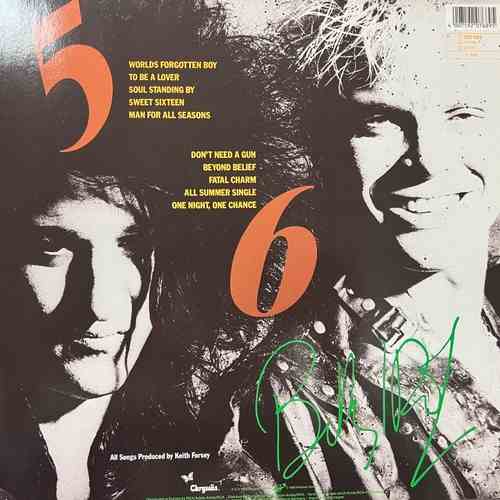 5
WORLDS FORGOTTEN BOY
TO BE A LOVER
SOUL STANDING BY
SWEET SIXTEEN
MAN FOR ALL SEASONS
DON'T NEED A GUN
BEYOND BELIEF
FATAL CHARM
ALL SUMMER SINGLE
ONE NIGHT, ONE CHANCE
6
Billy Idol
All Songs Produced by Keith Forsey
Chrysalis